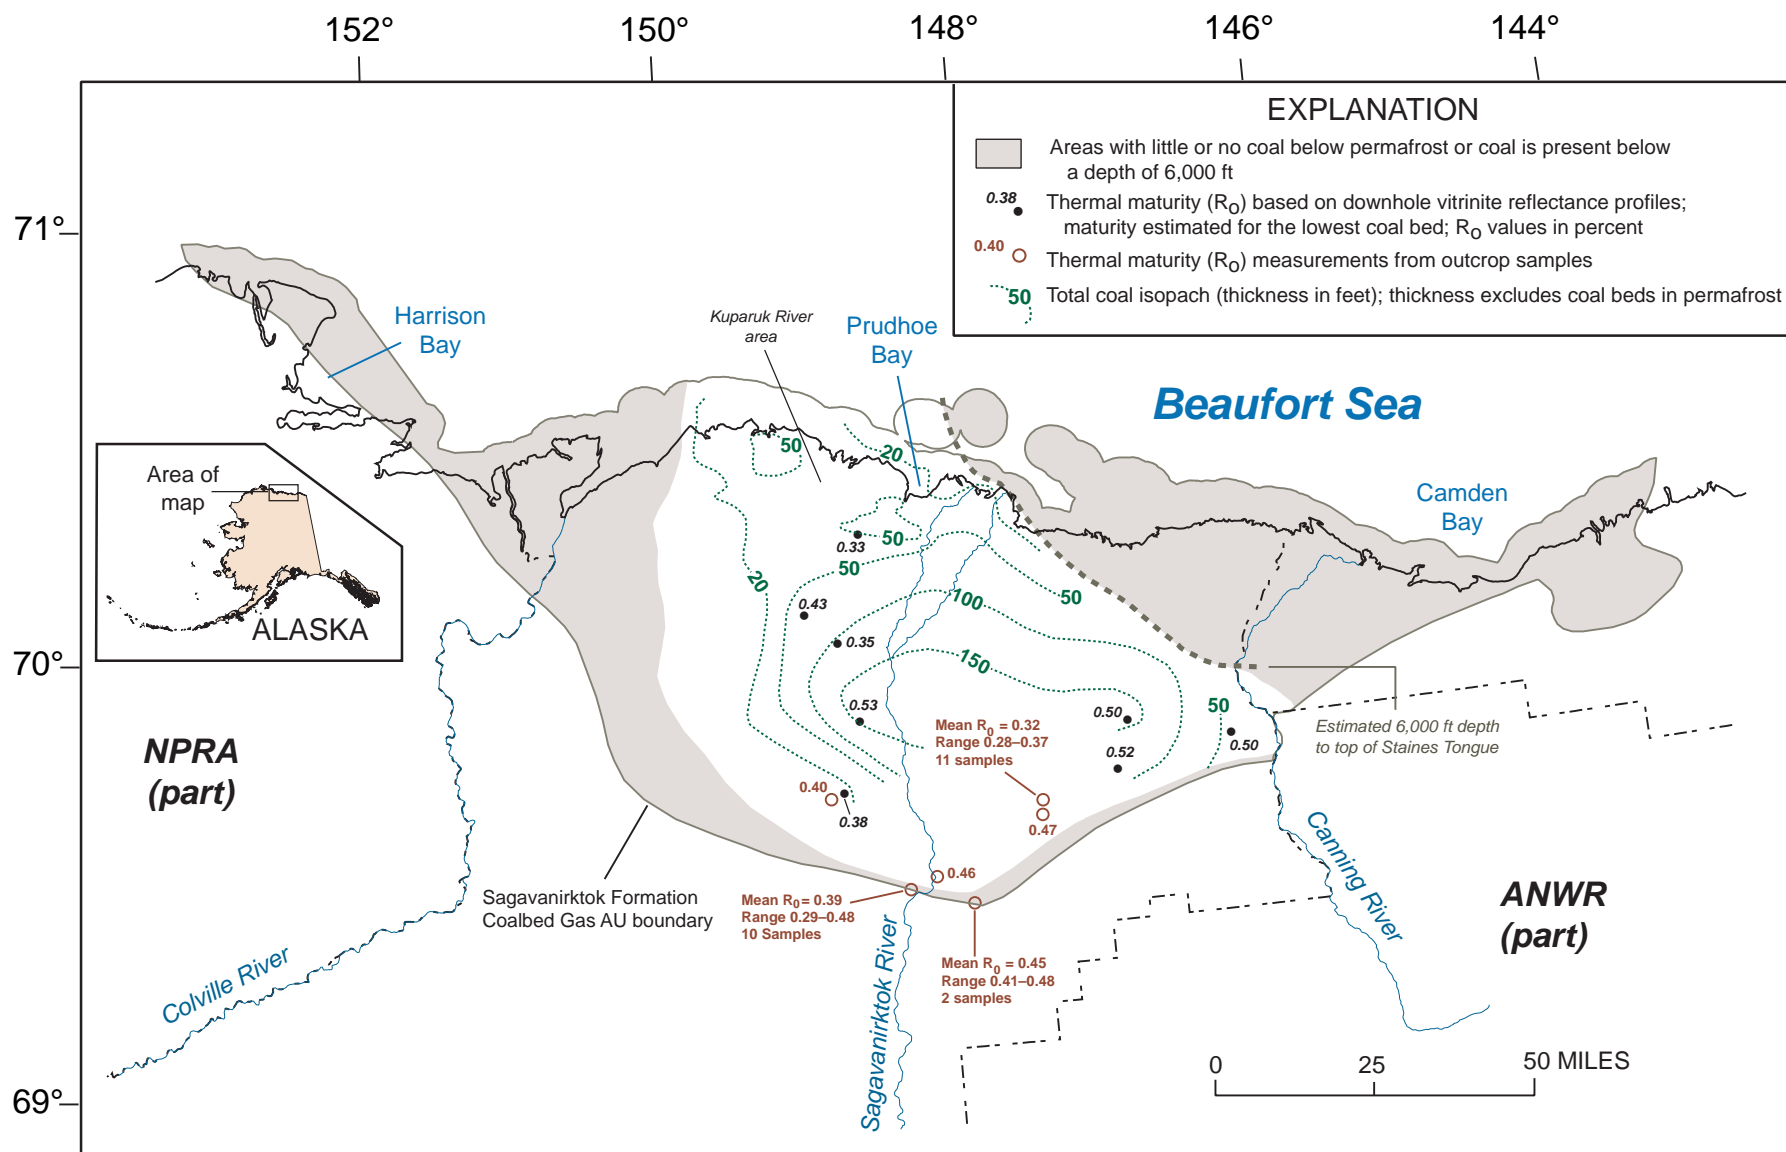 152°
150°
148°
146°
144°
71°
70°
69°
EXPLANATION
Areas with little or no coal below permafrost or coal is present below
a depth of 6,000 ft
0.38
Thermal maturity (RO) based on downhole vitrinite reflectance profiles;
maturity estimated for the lowest coal bed; RO values in percent
0.40
Thermal maturity (RO) measurements from outcrop samples
50
Total coal isopach (thickness in feet); thickness excludes coal beds in permafrost
Harrison
Bay
Kuparuk River
area
Prudhoe
Bay
Beaufort Sea
Camden
Bay
Area of
map
ALASKA
50
20
50
0.33
50
20
50
100
150
0.43
0.35
0.53
0.50
0.52
50
0.50
Mean R0 = 0.32
Range 0.28–0.37
11 samples
Estimated 6,000 ft depth
to top of Staines Tongue
NPRA
(part)
0.40
0.38
0.47
0.46
Sagavanirktok Formation
Coalbed Gas AU boundary
Mean R0 = 0.39
Range 0.29–0.48
10 Samples
Mean R0 = 0.45
Range 0.41–0.48
2 samples
Canning River
ANWR
(part)
Colville River
Sagavanirktok River
0
25
50 MILES